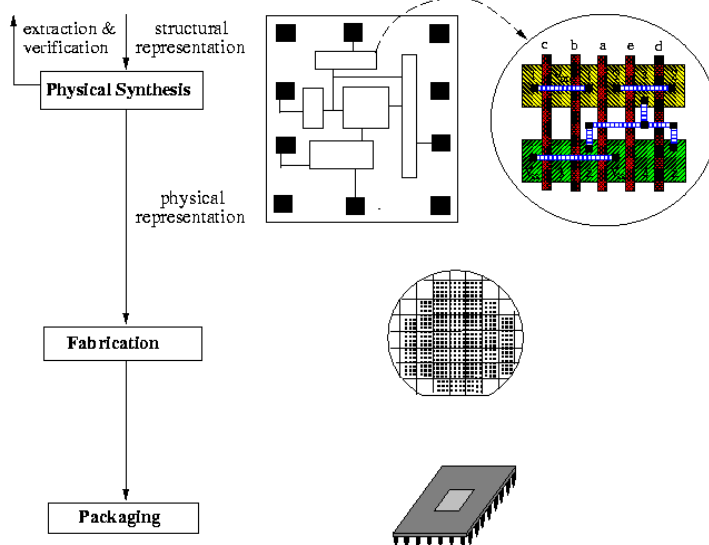 extraction &
verification
structural
representation
Physical Synthesis
c b a e d
physical
representation
Fabrication
Packaging